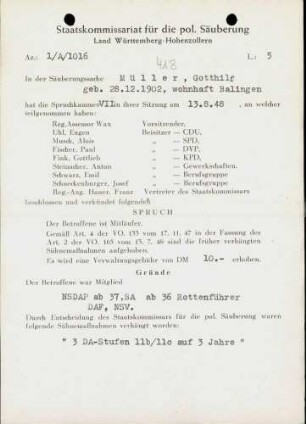 Staatskommissariat für die pol. Säuberung
Land Württemberg-Hohenzollern
Az.: 1/A/1016
418
L.: 5
In der Säuberungssache Müller, Gotthilf
geb. 28.12.1902, wohnhaft Balingen
hat die Spruchkammer VII in ihrer Sitzung am 13.8.48, an welcher
teilgenommen haben:
Reg.Assessor Wax Vorsitzender,
Uhl, Eugen Beisitzer — CDU,
Munck, Alois „ — SPD,
Fischer, Paul „ — DVP,
Fink, Gottlieb „ — KPD,
Steinacher, Anton „ — Gewerkschaften.
Schwarz, Emil „ — Berufsgruppe
Schneckenburger, Josef „ — Berufsgruppe
Reg.-Ang. Hauser, Franz Vertreter des Staatskommissars
beschlossen und verkündet folgenden
SPRUCH
Der Betroffene ist Mitläufer.
Gemäß Art. 4 der VO. 133 vom 17. 11. 47 in der Fassung des
Art. 2 der VO. 165 vom 13. 7. 48 sind die früher verhängten
Sühnemaßnahmen aufgehoben.
Es wird eine Verwaltungsgebühr von DM 10.- erhoben.
Gründe
Der Betroffene war Mitglied
NSDAP ab 37, SA ab 36 Rottenführer
DAF, NSV.
Durch Entscheidung des Staatskommissars für die pol. Säuberung waren
folgende Sühnemaßnahmen verhängt worden:
" 3 DA-Stufen 11b/11c auf 3 Jahre "